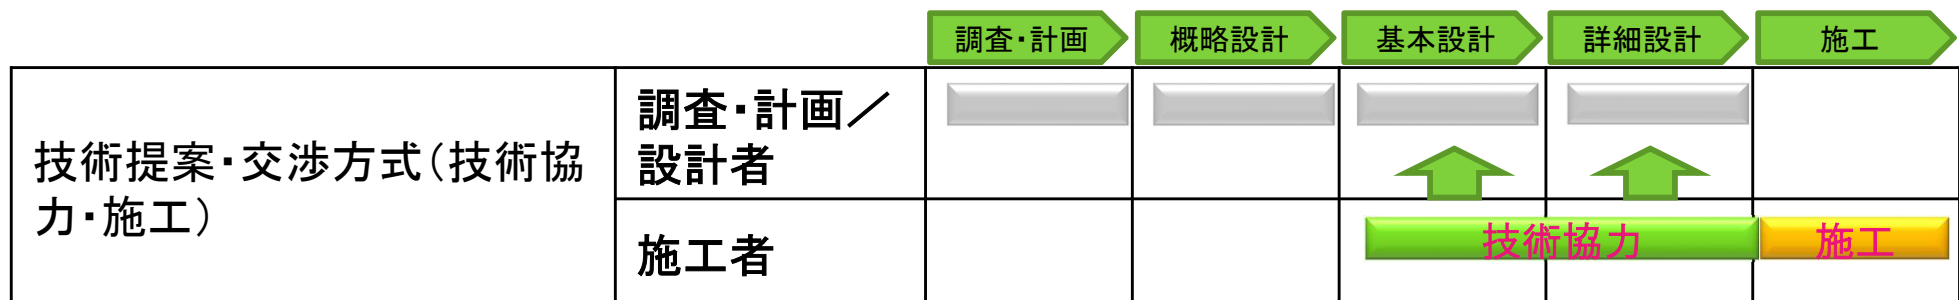 調査・計画
概略設計
基本設計
詳細設計
施工
技術提案・交渉方式（技術協
力・施工）
調査・計画／
設計者
施工者
技術協力
施工